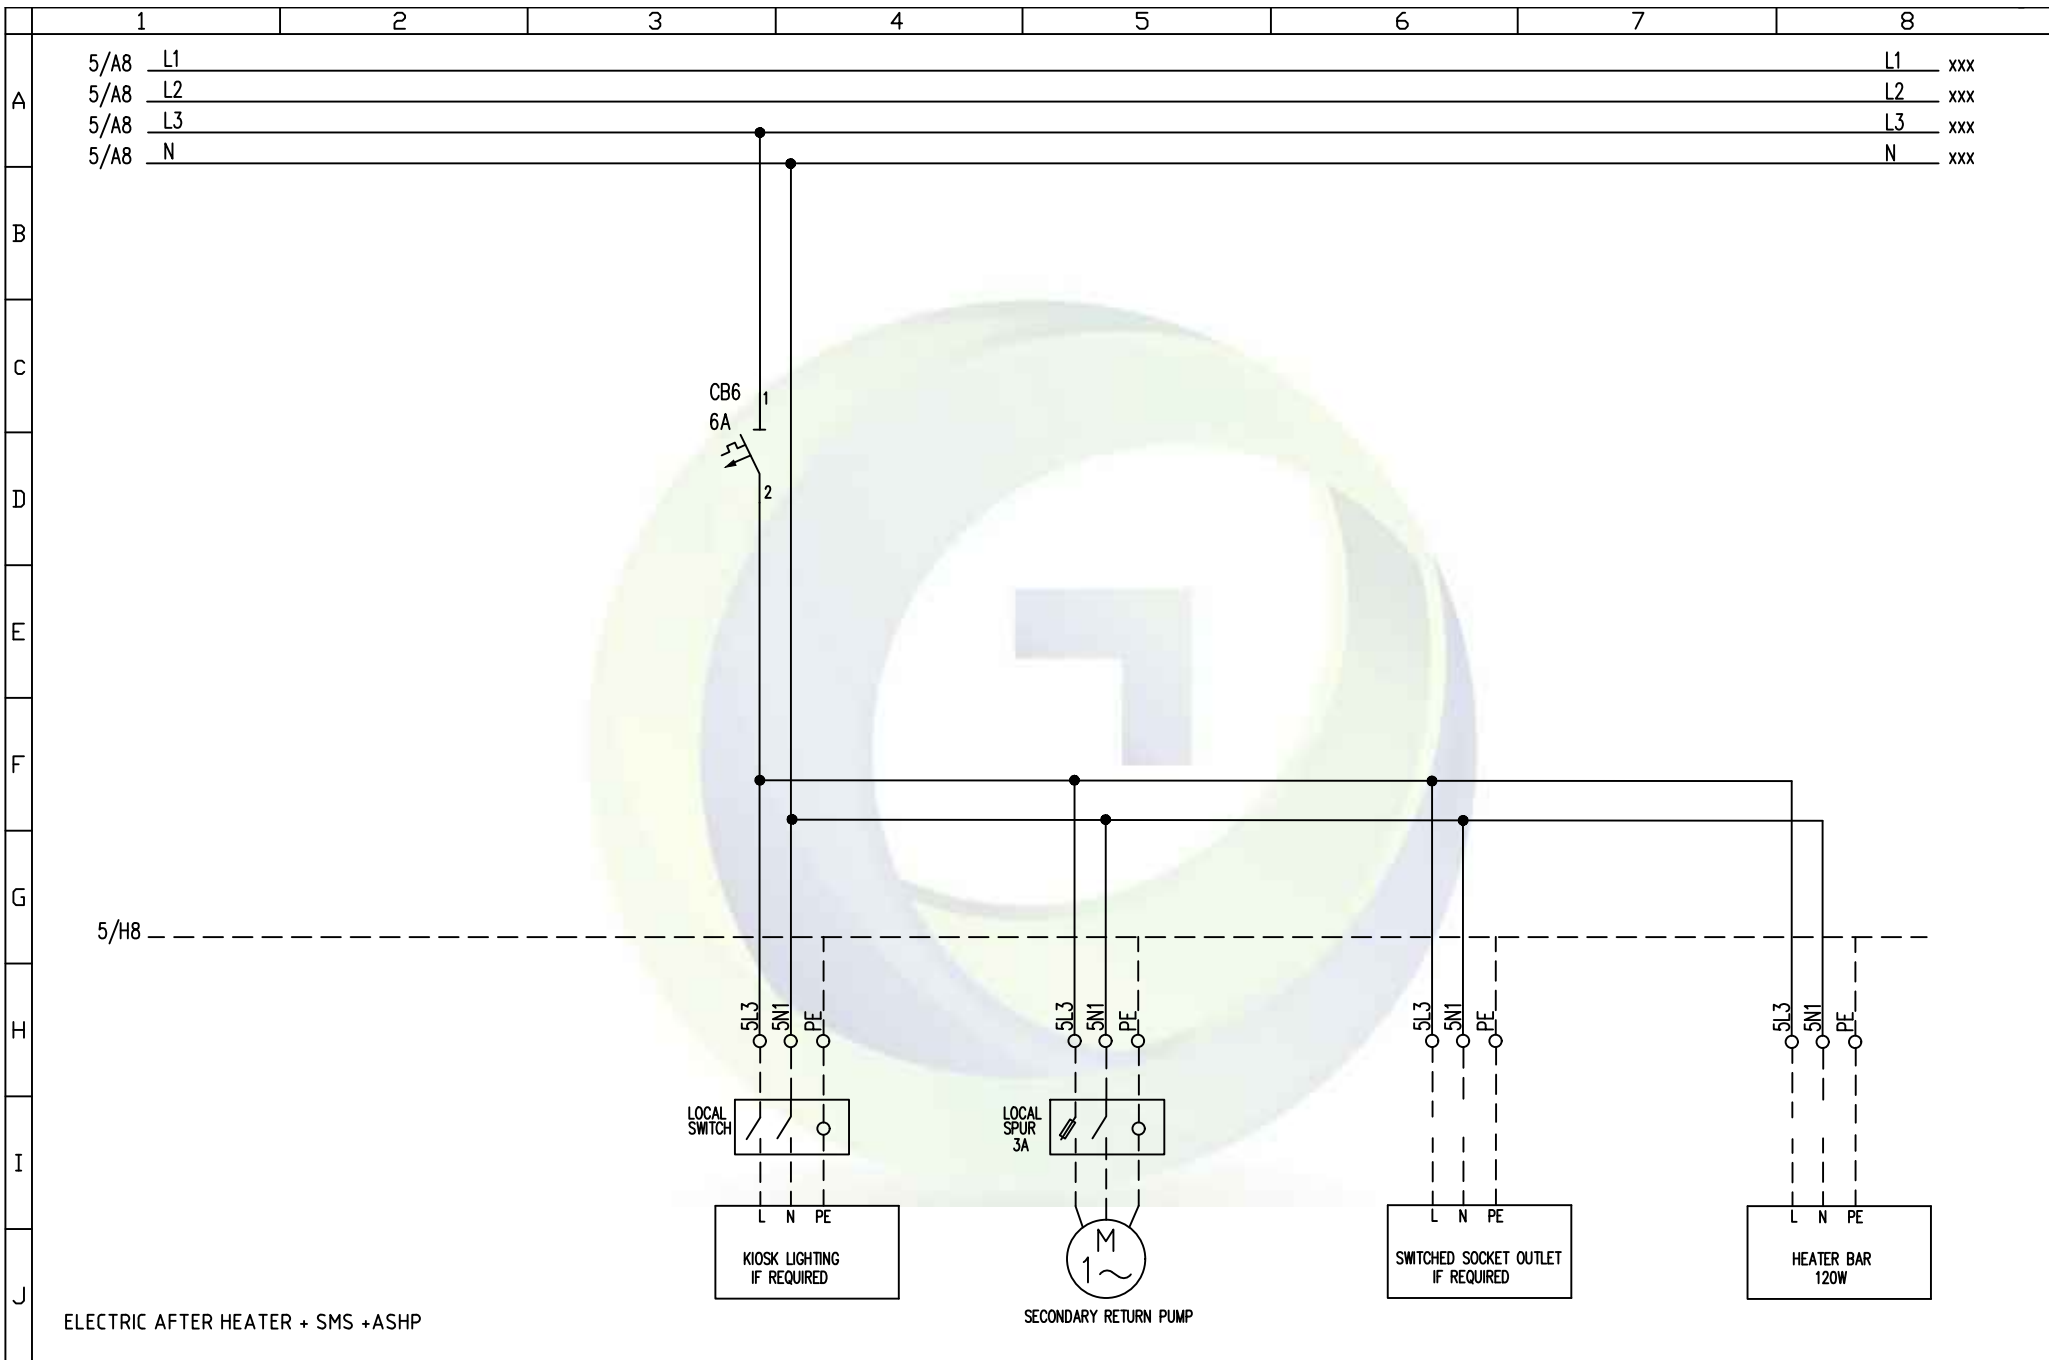 1 2 3 4 5 6 7 8
5/A8 L1 L1 xxx
5/A8 L2 L2 xxx
A
5/A8 L3 L3 xxx
5/A8 N N xxx
B
C
CB6 1
6A
D
2
E
F
G
5/H8
H
5L3 5N1 PE 5L3 5N1 PE 5L3 5N1 PE 5L3 5N1 PE
LOCAL
SWITCH
LOCAL
SPUR
3A
I
L N PE
L N PE
L N PE
KIOSK LIGHTING
IF REQUIRED
M
1~
SECONDARY RETURN PUMP
SWITCHED SOCKET OUTLET
IF REQUIRED
HEATER BAR
120W
J
ELECTRIC AFTER HEATER + SMS +ASHP